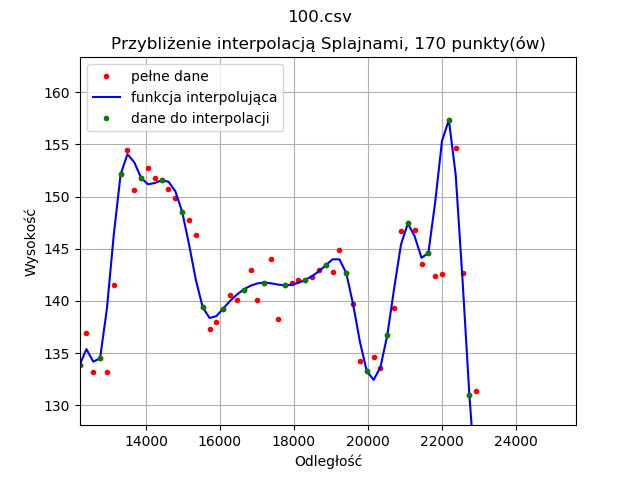 100.csv
Przybliżenie interpolacją Splajnami, 170 punkty(ów)
pełne dane
funkcja interpolująca
dane do interpolacji
160
155
150
145
140
135
130
Wysokość
14000 16000 18000 20000 22000 24000
Odległość